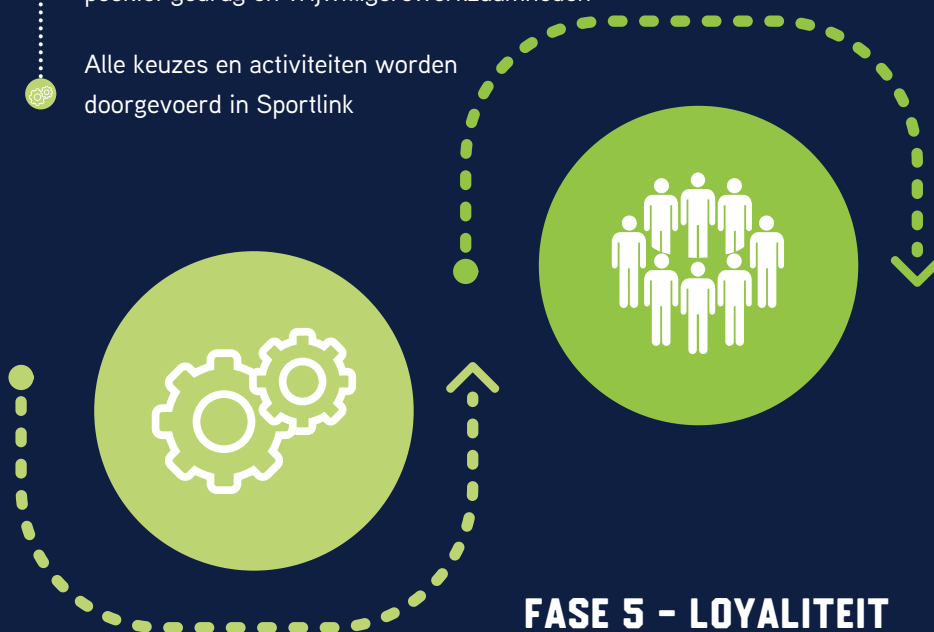 Alle keuzes en activiteiten worden
doorgevoerd in Sportlink
FASE 5 - LOYALITEIT